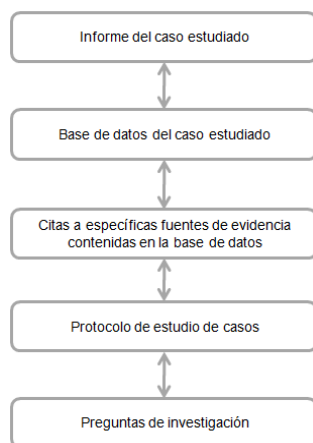 Informe del caso estudiado
Base de datos del caso estudiado
Citas a específicas fuentes de evidencia
contenidas en la base de datos
Protocolo de estudio de casos
Preguntas de investigación